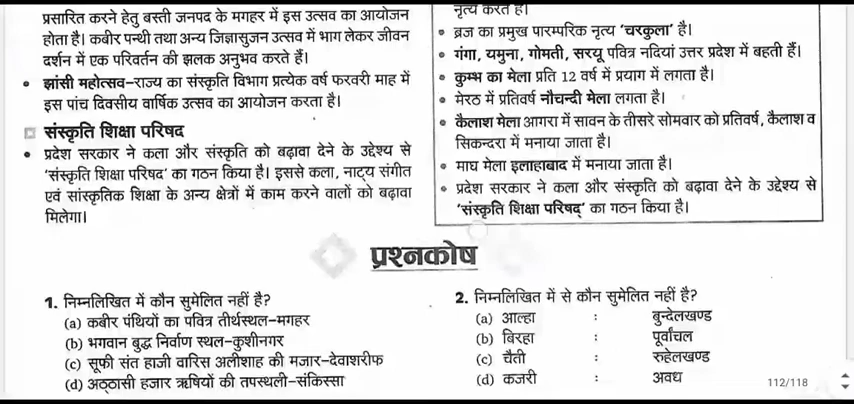 प्रसारित करने हेतु बस्ती जनपद के मगहर में इस उत्सव का आयोजन
होता है। कबीर पन्थी तथा अन्य जिज्ञासुजन उत्सव में भाग लेकर जीवन
दर्शन में एक परिवर्तन की झलक अनुभव करते हैं।
• झांसी महोत्सव–राज्य का संस्कृति विभाग प्रत्येक वर्ष फरवरी माह में
इस पांच दिवसीय वार्षिक उत्सव का आयोजन करता है।
संस्कृति शिक्षा परिषद
• प्रदेश सरकार ने कला और संस्कृति को बढ़ावा देने के उद्देश्य से
‘संस्कृति शिक्षा परिषद’ का गठन किया है। इससे कला, नाट्य संगीत
एवं सांस्कृतिक शिक्षा के अन्य क्षेत्रों में काम करने वालों को बढ़ावा
मिलेगा।
नृत्य करते हैं।
• ब्रज का प्रमुख पारम्परिक नृत्य ‘चरकुला’ है।
• गंगा, यमुना, गोमती, सरयू पवित्र नदियां उत्तर प्रदेश में बहती हैं।
• कुम्भ का मेला प्रति 12 वर्ष में प्रयाग में लगता है।
• मेरठ में प्रतिवर्ष नौचन्दी मेला लगता है।
• कैलाश मेला आगरा में सावन के तीसरे सोमवार को प्रतिवर्ष, कैलाश व
सिकन्दरा में मनाया जाता है।
• माघ मेला इलाहाबाद में मनाया जाता है।
• प्रदेश सरकार ने कला और संस्कृति को बढ़ावा देने के उद्देश्य से
‘संस्कृति शिक्षा परिषद्’ का गठन किया है।
प्रश्नकोष
1. निम्नलिखित में कौन सुमेलित नहीं है?
(a) कबीर पंथियों का पवित्र तीर्थस्थल–मगहर
(b) भगवान बुद्ध निर्वाण स्थल–कुशीनगर
(c) सूफी संत हाजी वारिस अलीशाह की मजार–देवाशरीफ
(d) अठ्ठासी हजार ऋषियों की तपस्थली–संकिस्सा
2. निम्नलिखित में से कौन सुमेलित नहीं है?
(a) आल्हा : बुन्देलखण्ड
(b) बिरहा : पूर्वांचल
(c) चैती : रुहेलखण्ड
(d) कजरी : अवध
112/118